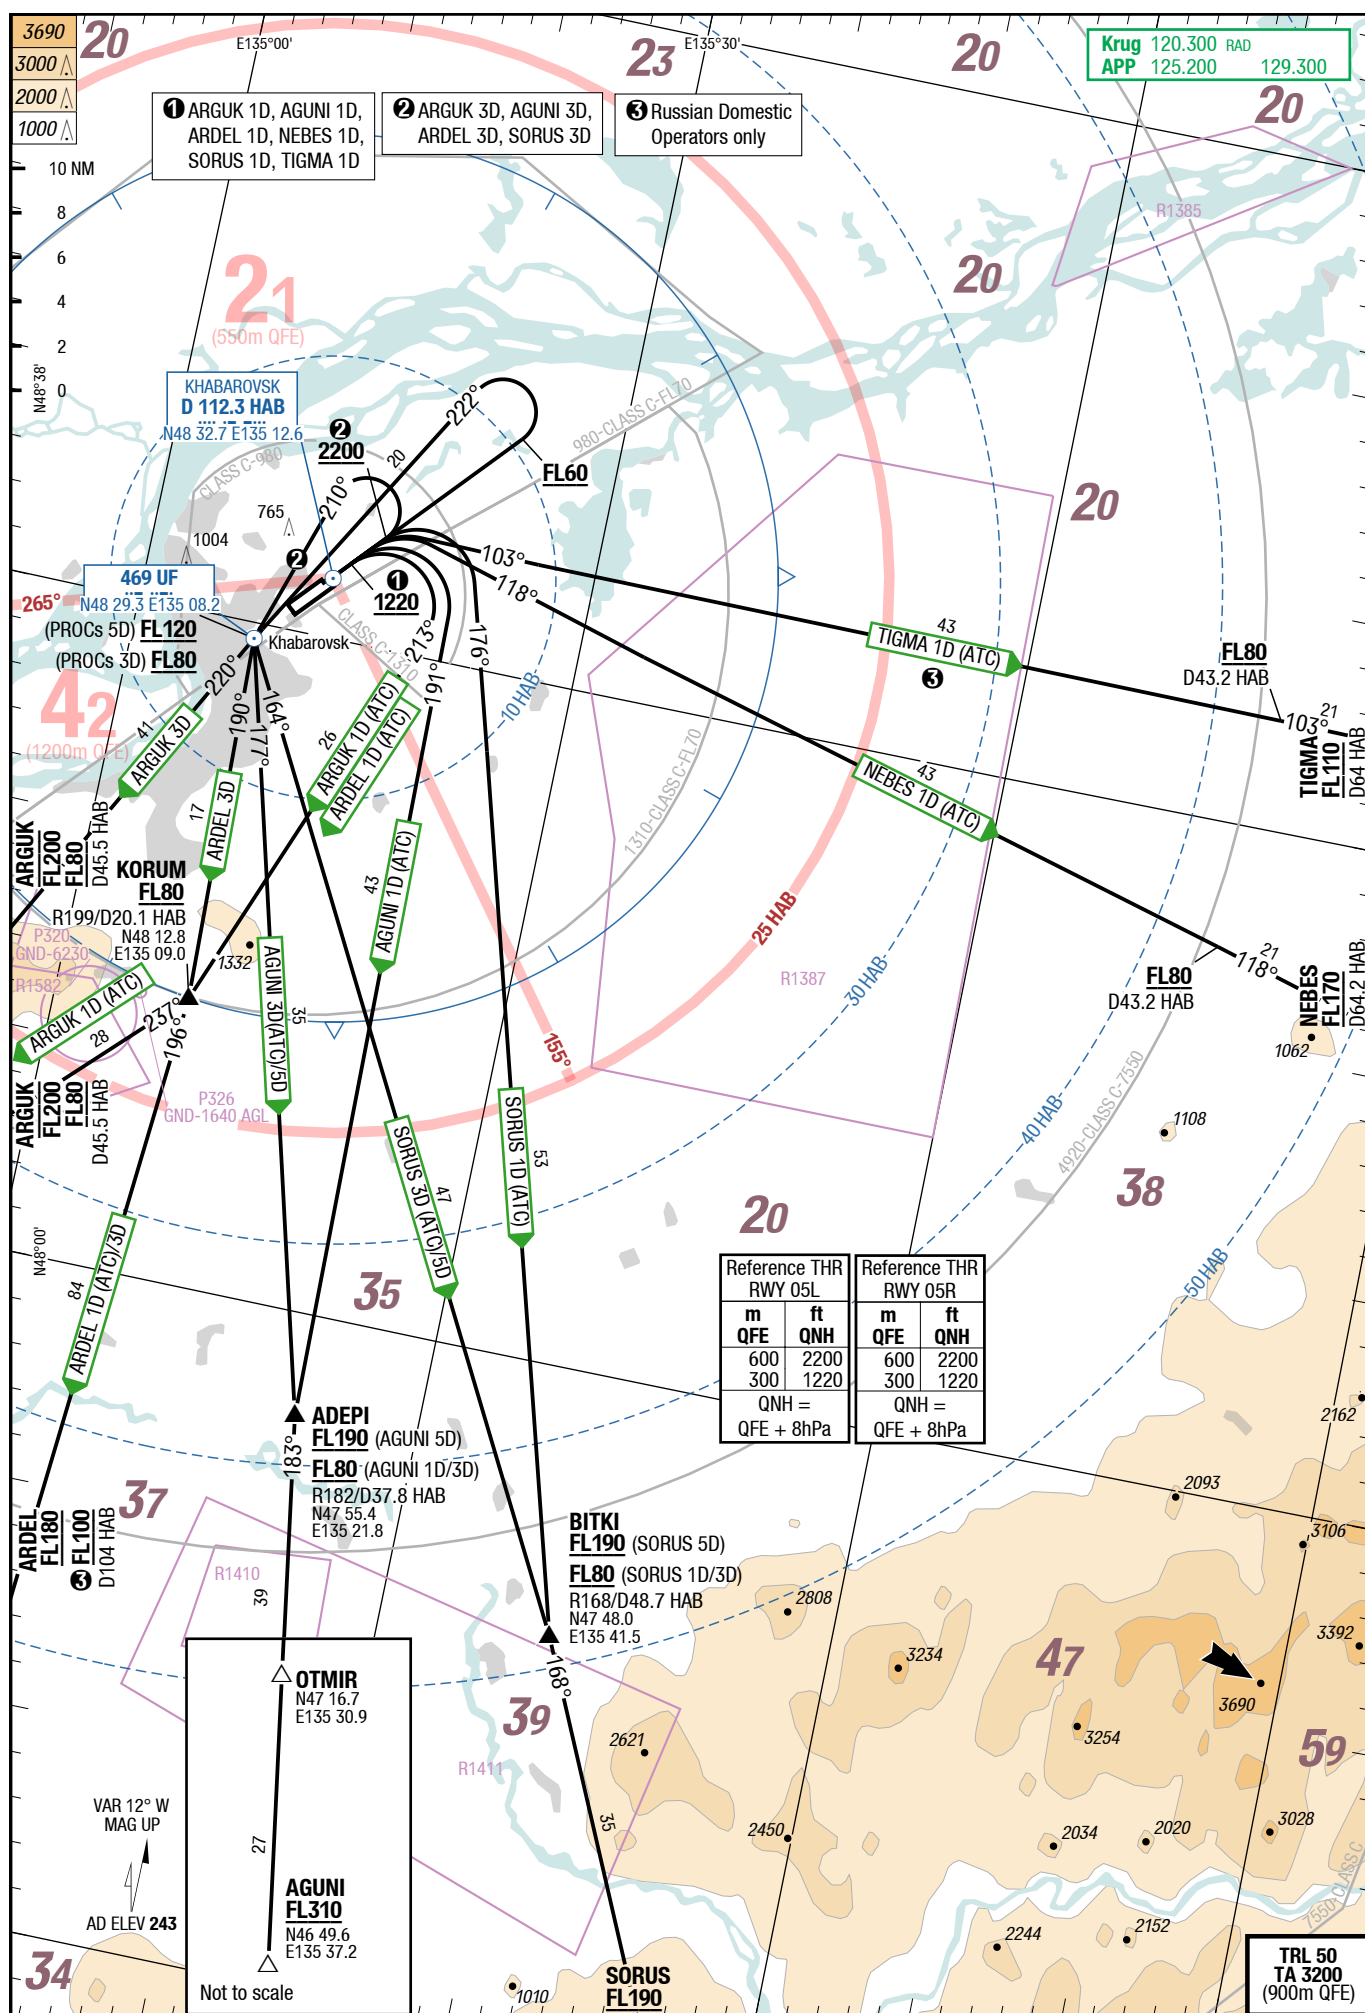 3690
3000
2000
1000
20
E135°00'
23
E135°30'
20
Krug 120.300 RAD
APP 125.200 129.300
20
❶ ARGUK 1D, AGUNI 1D,
ARDEL 1D, NEBES 1D,
SORUS 1D, TIGMA 1D
❷ ARGUK 3D, AGUNI 3D,
ARDEL 3D, SORUS 3D
❸ Russian Domestic
Operators only
10 NM
8
6
4
2
0
N48°38'
R1385
20
21
(550m QFE)
KHABAROVSK
D 112.3 HAB
N48 32.7 E135 12.6
CLASS C-980
980-CLASS C-FL70
❷
2200
20
222°
210°
FL60
765
1004
❷
20
469 UF
N48 29.3 E135 08.2
265°
(PROCs 5D) FL120
(PROCs 3D) FL80
Khabarovsk
❶
1220
CLASS C-1310
103°
118°
176°
213°
191°
43
TIGMA 1D (ATC)
❸
FL80
D43.2 HAB
103°
21
TIGMA
FL110
D64 HAB
42
(1200m QFE)
220°
190°
177°
164°
41
ARGUK 3D
17
ARDEL 3D
26
ARGUK 1D (ATC)
ARDEL 1D (ATC)
10 HAB
1310-CLASS C-FL70
43
NEBES 1D (ATC)
ARGUK
FL200
FL80
D45.5 HAB
KORUM
FL80
R199/D20.1 HAB
N48 12.8
E135 09.0
P320
GND-6230
R1582
1332
43
AGUNI 1D (ATC)
25 HAB
R1387
30 HAB
118°
21
FL80
D43.2 HAB
NEBES
FL170
D64.2 HAB
1062
ARGUK 1D (ATC)
28
237°
196°
AGUNI 3D(ATC)/5D
35
155°
ARGUK
FL200
FL80
D45.5 HAB
P326
GND-1640 AGL
SORUS 3D (ATC)/5D
47
SORUS 1D (ATC)
53
40 HAB
4920-CLASS C-7550
1108
38
20
N48°00'
84
ARDEL 1D (ATC)/3D
35
50 HAB
Reference THR
RWY 05L
m ft
QFE QNH
600 2200
300 1220
QNH =
QFE + 8hPa
Reference THR
RWY 05R
m ft
QFE QNH
600 2200
300 1220
QNH =
QFE + 8hPa
2162
ADEPI
FL190 (AGUNI 5D)
FL80 (AGUNI 1D/3D)
R182/D37.8 HAB
N47 55.4
E135 21.8
183°
37
ARDEL
FL180
FL100
❸ D104 HAB
2093
3106
BITKI
FL190 (SORUS 5D)
FL80 (SORUS 1D/3D)
R168/D48.7 HAB
N47 48.0
E135 41.5
R1410
39
2808
3234
47
3392
3690
168°
OTMIR
N47 16.7
E135 30.9
39
2621
3254
59
R1411
VAR 12° W
MAG UP
AD ELEV 243
27
35
2450
2034
2020
3028
AGUNI
FL310
N46 49.6
E135 37.2
Not to scale
7550-CLASS C
2244
2152
34
1010
SORUS
FL190
TRL 50
TA 3200
(900m QFE)